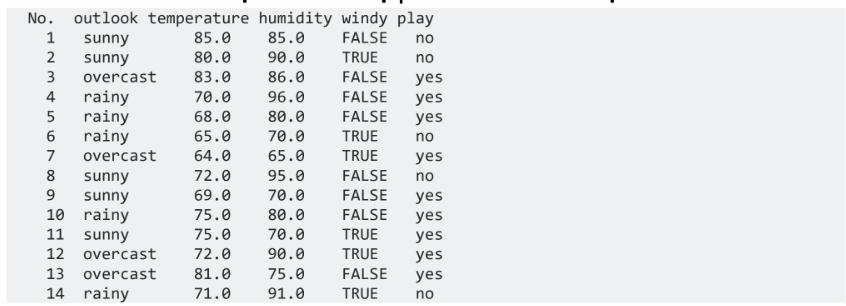 No. outlook temperature humidity windy play
1 sunny 85.0 85.0 FALSE no
2 sunny 80.0 90.0 TRUE no
3 overcast 83.0 86.0 FALSE yes
4 rainy 70.0 96.0 FALSE yes
5 rainy 68.0 80.0 FALSE yes
6 rainy 65.0 70.0 TRUE no
7 overcast 64.0 65.0 TRUE yes
8 sunny 72.0 95.0 FALSE no
9 sunny 69.0 70.0 FALSE yes
10 rainy 75.0 80.0 FALSE yes
11 sunny 75.0 70.0 TRUE yes
12 overcast 72.0 90.0 TRUE yes
13 overcast 81.0 75.0 FALSE yes
14 rainy 71.0 91.0 TRUE no